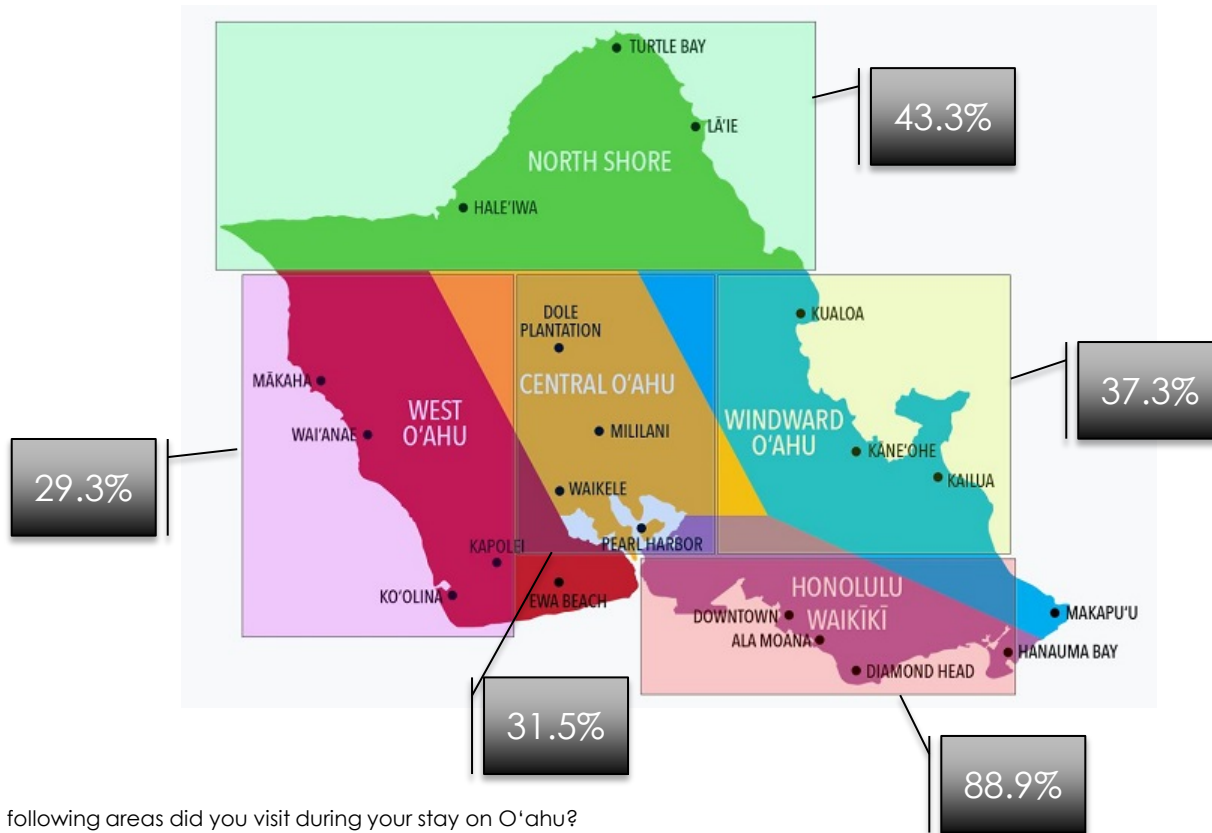 TURTLE BAY
43.3%
LĀ'IE
NORTH SHORE
HALE'IWA
DOLE
PLANTATION
KUALOA
CENTRAL O'AHU
37.3%
MĀKAHA
WEST
O'AHU
WINDWARD
O'AHU
WAI'ANAE
MILILANI
KĀNE'OHE
KAILUA
29.3%
WAIKELE
PEARL HARBOR
KAPOLEI
KO'OLINA
EWA BEACH
HONOLULU
WAIKĪKĪ
DOWNTOWN
ALA MOANA
MAKAPU'U
HANAUMA BAY
DIAMOND HEAD
31.5%
88.9%
following areas did you visit during your stay on O‘ahu?